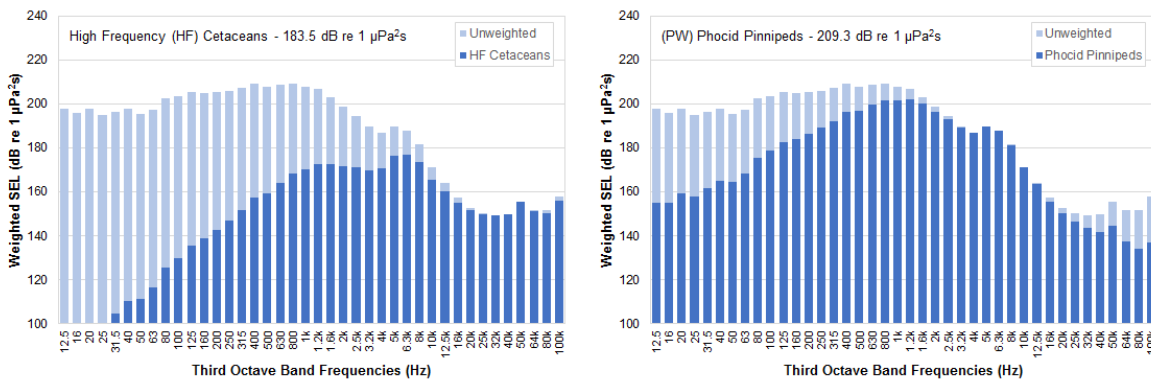 High Frequency (HF) Cetaceans - 183.5 dB re 1 µPa²s
Unweighted
HF Cetaceans
Weighted SEL (dB re 1 µPa²s)
240
220
200
180
160
140
120
100
12.5 16 20 25 31.5 40 50 63 80 100 125 160 200 250 315 400 500 630 800 1k 1.2k 1.6k 2k 2.5k 3.2k 4k 5k 6.3k 8k 10k 12.5k 16k 20k 25k 31.5k 40k 50k 64k 80k 100k
Third Octave Band Frequencies (Hz)
(PW) Phocid Pinnipeds - 209.3 dB re 1 µPa²s
Unweighted
Phocid Pinnipeds
Weighted SEL (dB re 1 µPa²s)
240
220
200
180
160
140
120
100
12.5 16 20 25 31.5 40 50 63 80 100 125 160 200 250 315 400 500 630 800 1k 1.2k 1.6k 2k 2.5k 3.2k 4k 5k 6.3k 8k 10k 12.5k 16k 20k 25k 31.5k 40k 50k 64k 80k 100k
Third Octave Band Frequencies (Hz)